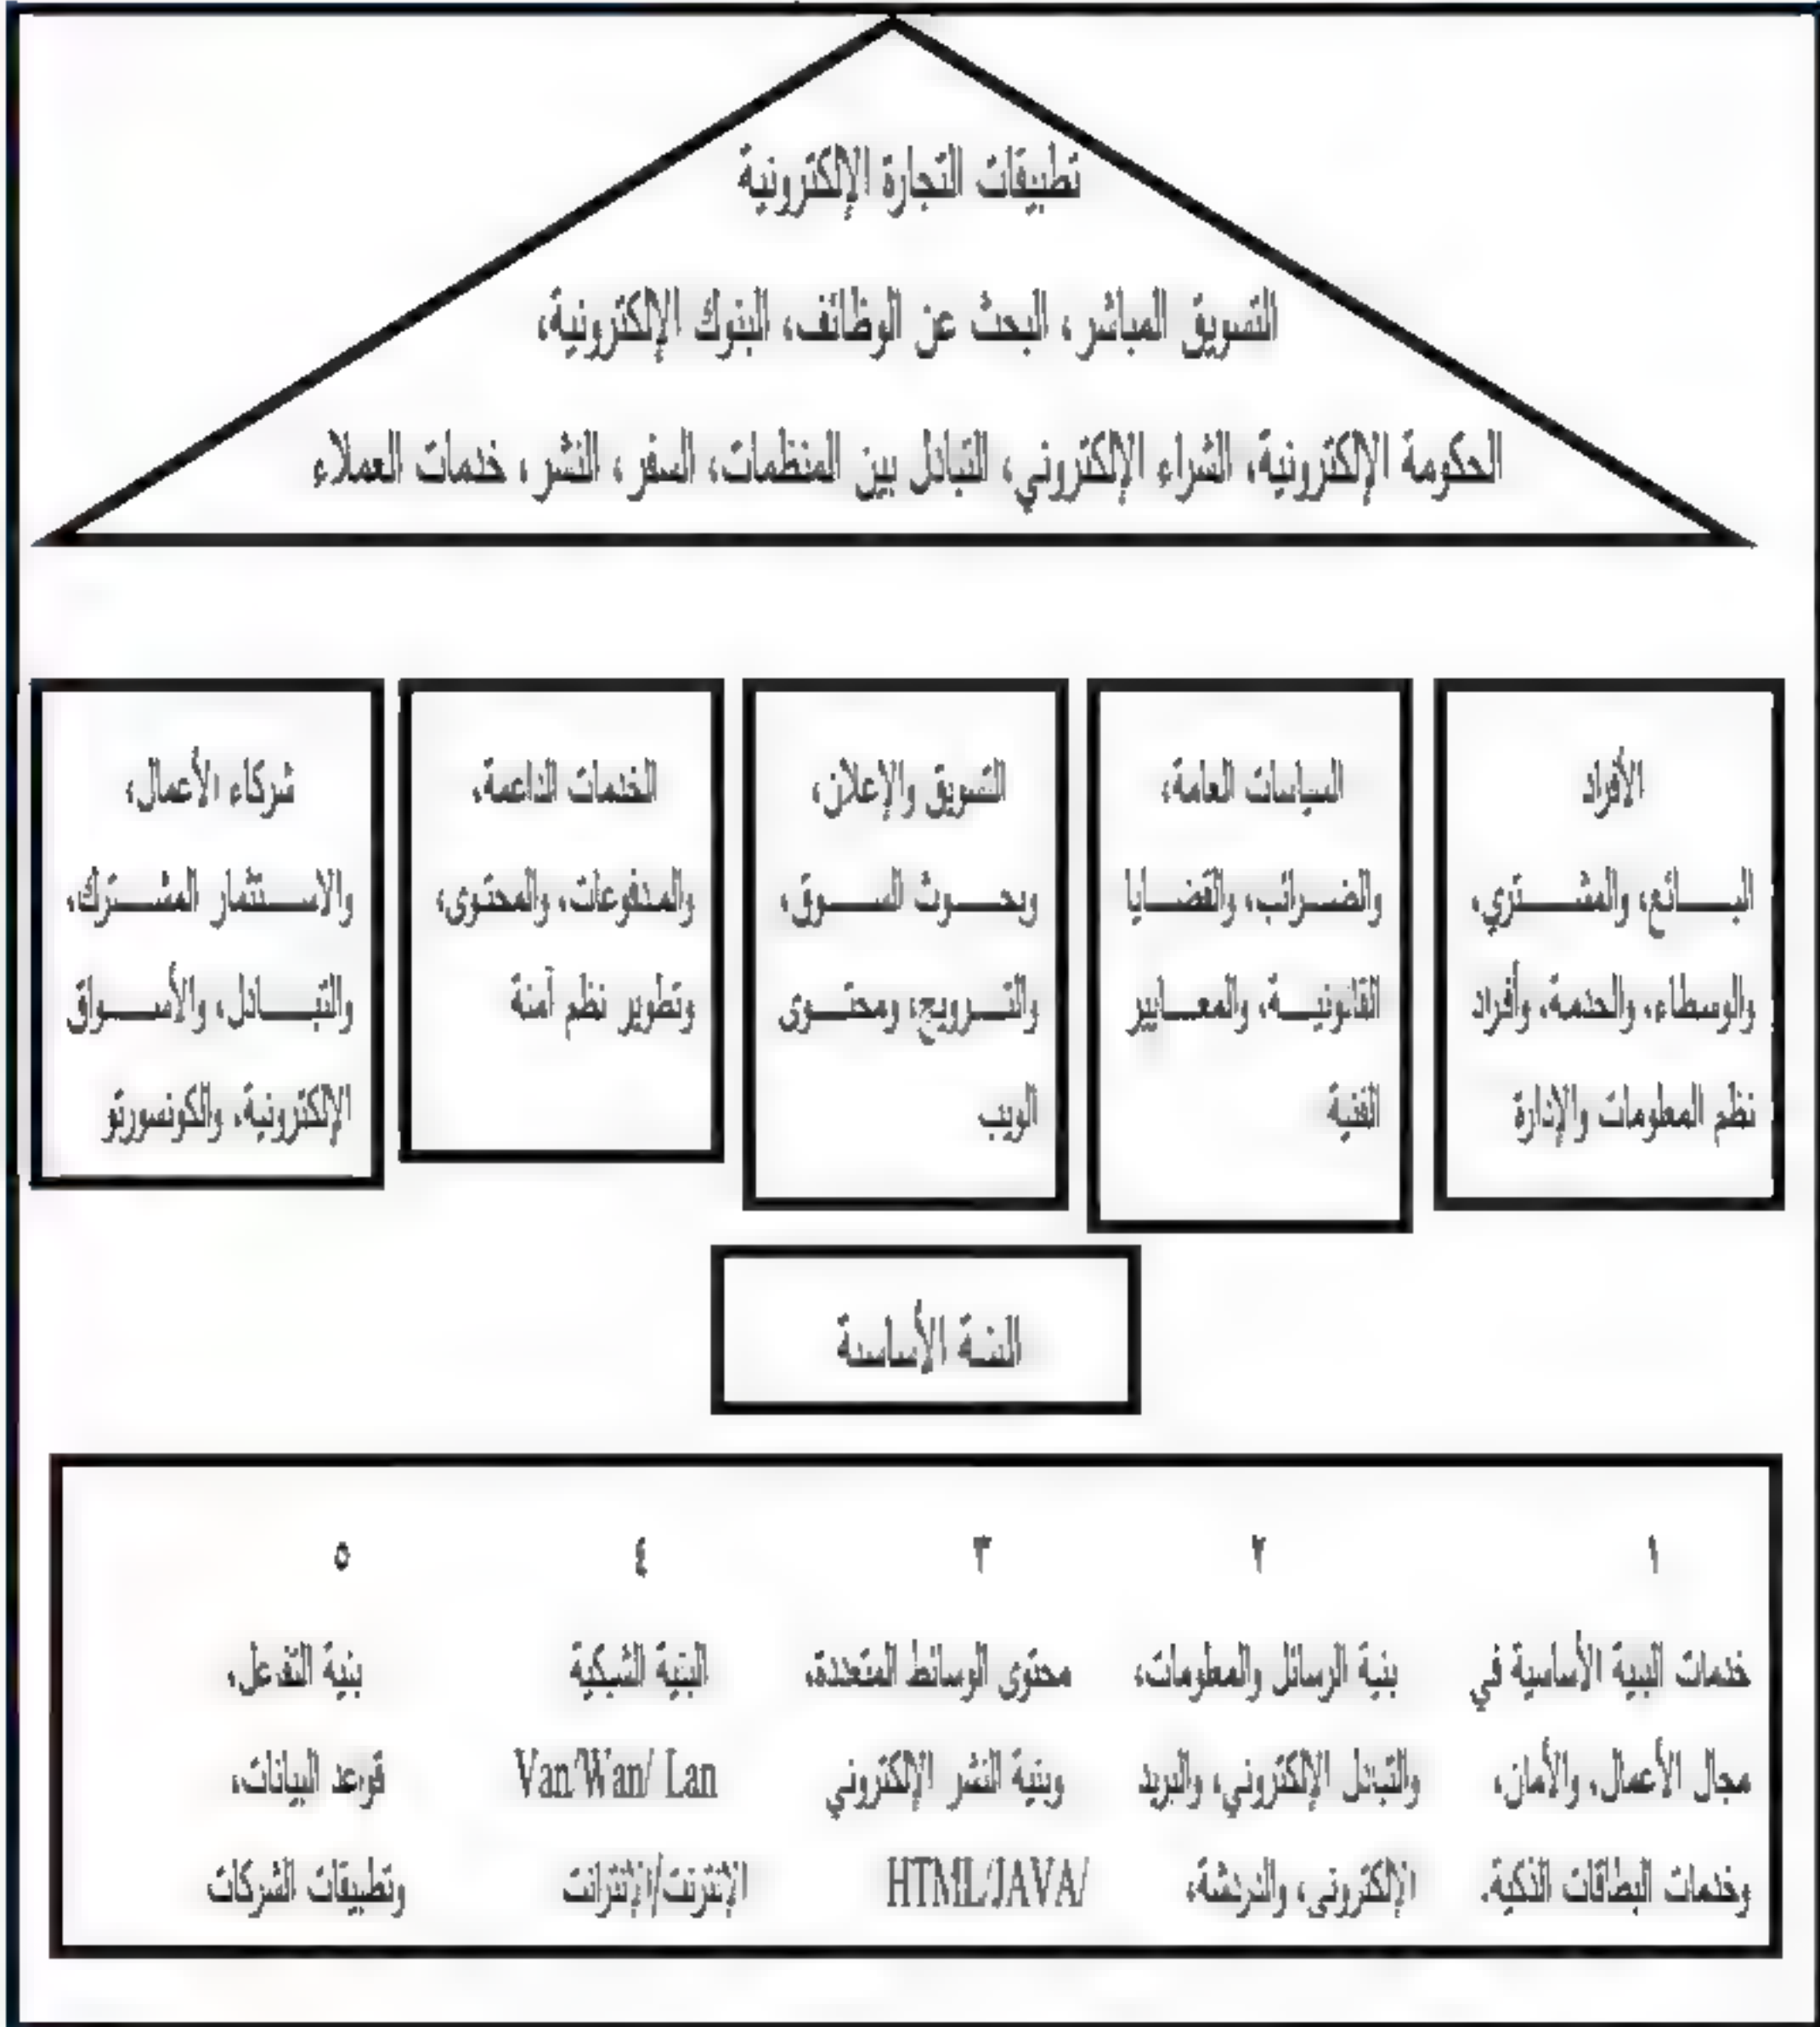 تطبيقات التجارة الإلكترونية
التسويق المباشر، البحث عن الوظائف، البنوك الإلكترونية،
الحكومة الإلكترونية، الشراء الإلكتروني، التبادل بين المنظمات، السفر، النشر، خدمات العملاء
الأفراد
البائع، والمشتري،
والوسطاء، والخدمة، وأفراد
نظم المعلومات والإدارة
السياسات العامة،
والضرائب، والقضايا
القانونية، والمعايير
الفنية
التسويق والإعلان،
وبحوث السوق،
والترويج، ومحتوى
الويب
الخدمات الداعمة،
والمدفوعات، والمحتوى،
وتطوير نظم آمنة
شركاء الأعمال،
والاستثمار المشترك،
والتبادل، والأسواق
الإلكترونية، والكونسورتو
البنية الأساسية
١
خدمات البية الأساسية في
مجال الأعمال، والأمان،
وخدمات البطاقات الذكية.
٢
بنية الرسائل والمعلومات،
والتبادل الإلكتروني، والبريد
الإلكتروني، والدردشة،
٣
محتوى الوسائط المتعددة،
وبنية النشر الإلكتروني
HTML/JAVA/
٤
البنية الشبكية
Van/Wan/ Lan
الإنترنت/الإنترانت
٥
بنية التفاعل،
قواعد البيانات،
وتطبيقات الشركات